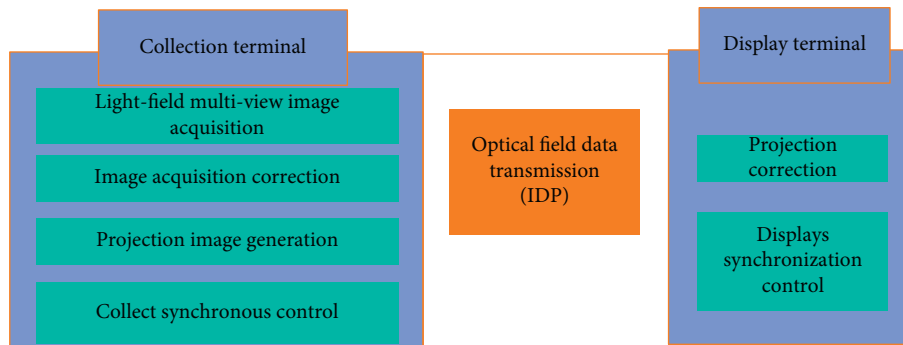 Collection terminal
Light-field multi-view image
acquisition
Image acquisition correction
Projection image generation
Collect synchronous control
Optical field data
transmission
(IDP)
Display terminal
Projection
correction
Displays
synchronization
control